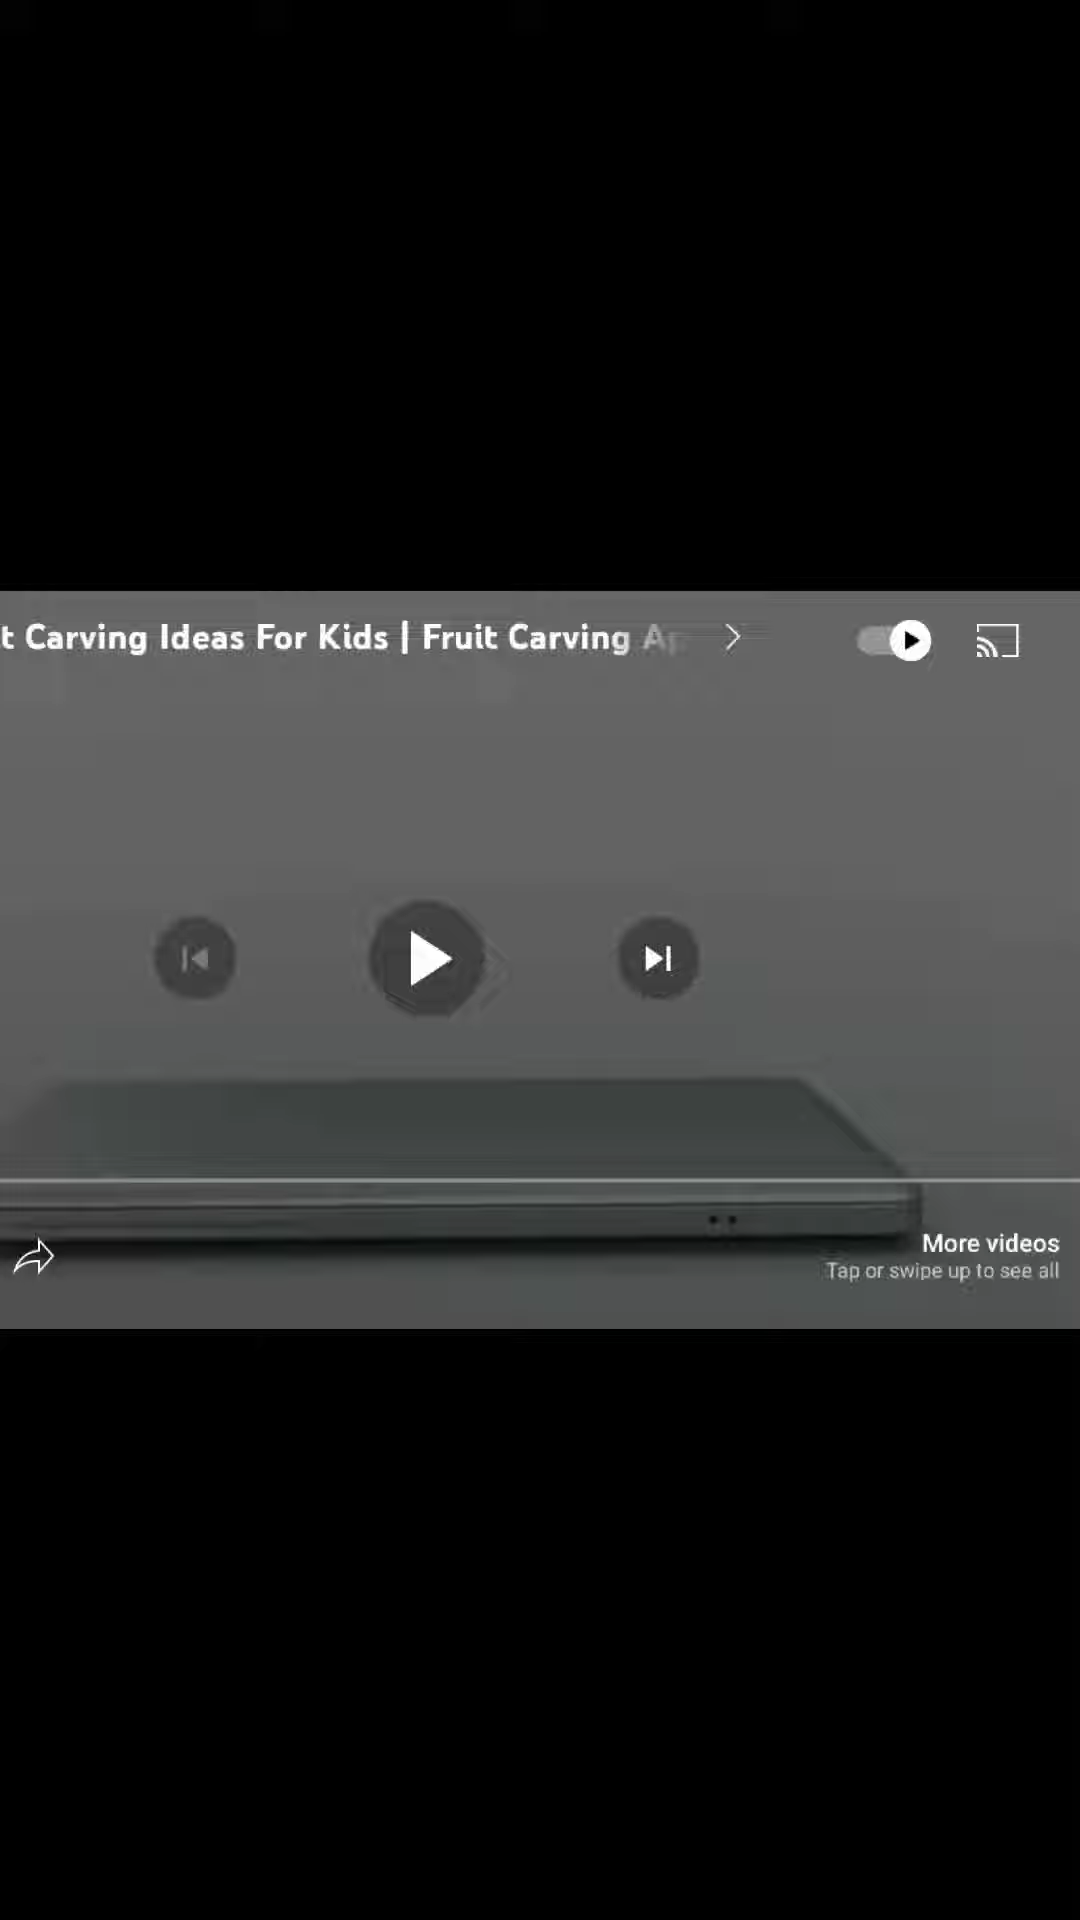 t Carving Ideas For Kids | Fruit Carving
More videos
Tap or swipe up to see all